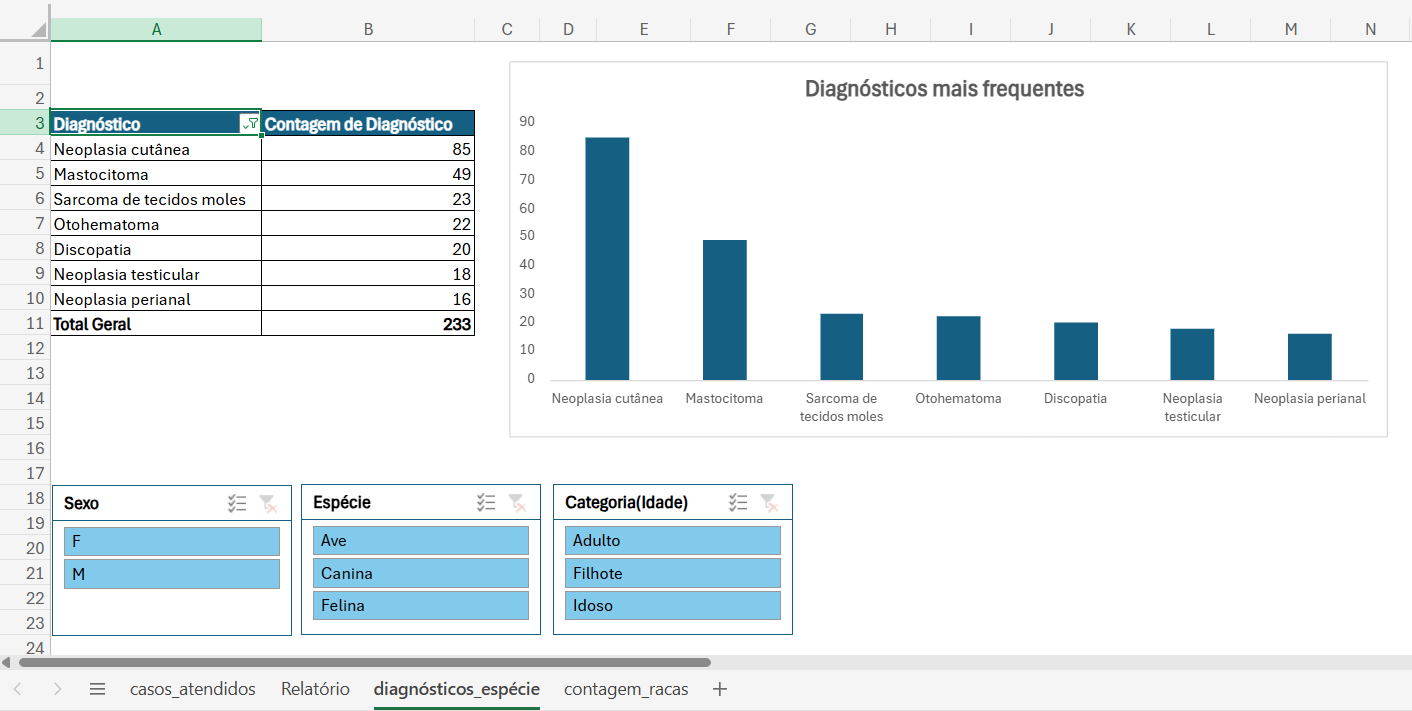 A B C D E F G H I J K L M N
1
2
3 Diagnóstico Contagem de Diagnóstico
4 Neoplasia cutânea 85
5 Mastocitoma 49
6 Sarcoma de tecidos moles 23
7 Otohematoma 22
8 Discopatia 20
9 Neoplasia testicular 18
10 Neoplasia perianal 16
11 Total Geral 233
12
13
14
15
16
17
18
19
20
21
22
23
24
Diagnósticos mais frequentes
90
80
70
60
50
40
30
20
10
0
Neoplasia cutânea Mastocitoma Sarcoma de Otohematoma Discopatia Neoplasia Neoplasia perianal
tecidos moles testicular
Sexo
F
M
Espécie
Ave
Canina
Felina
Categoria(Idade)
Adulto
Filhote
Idoso
casos_atendidos Relatório diagnósticos_espécie contagem_racas